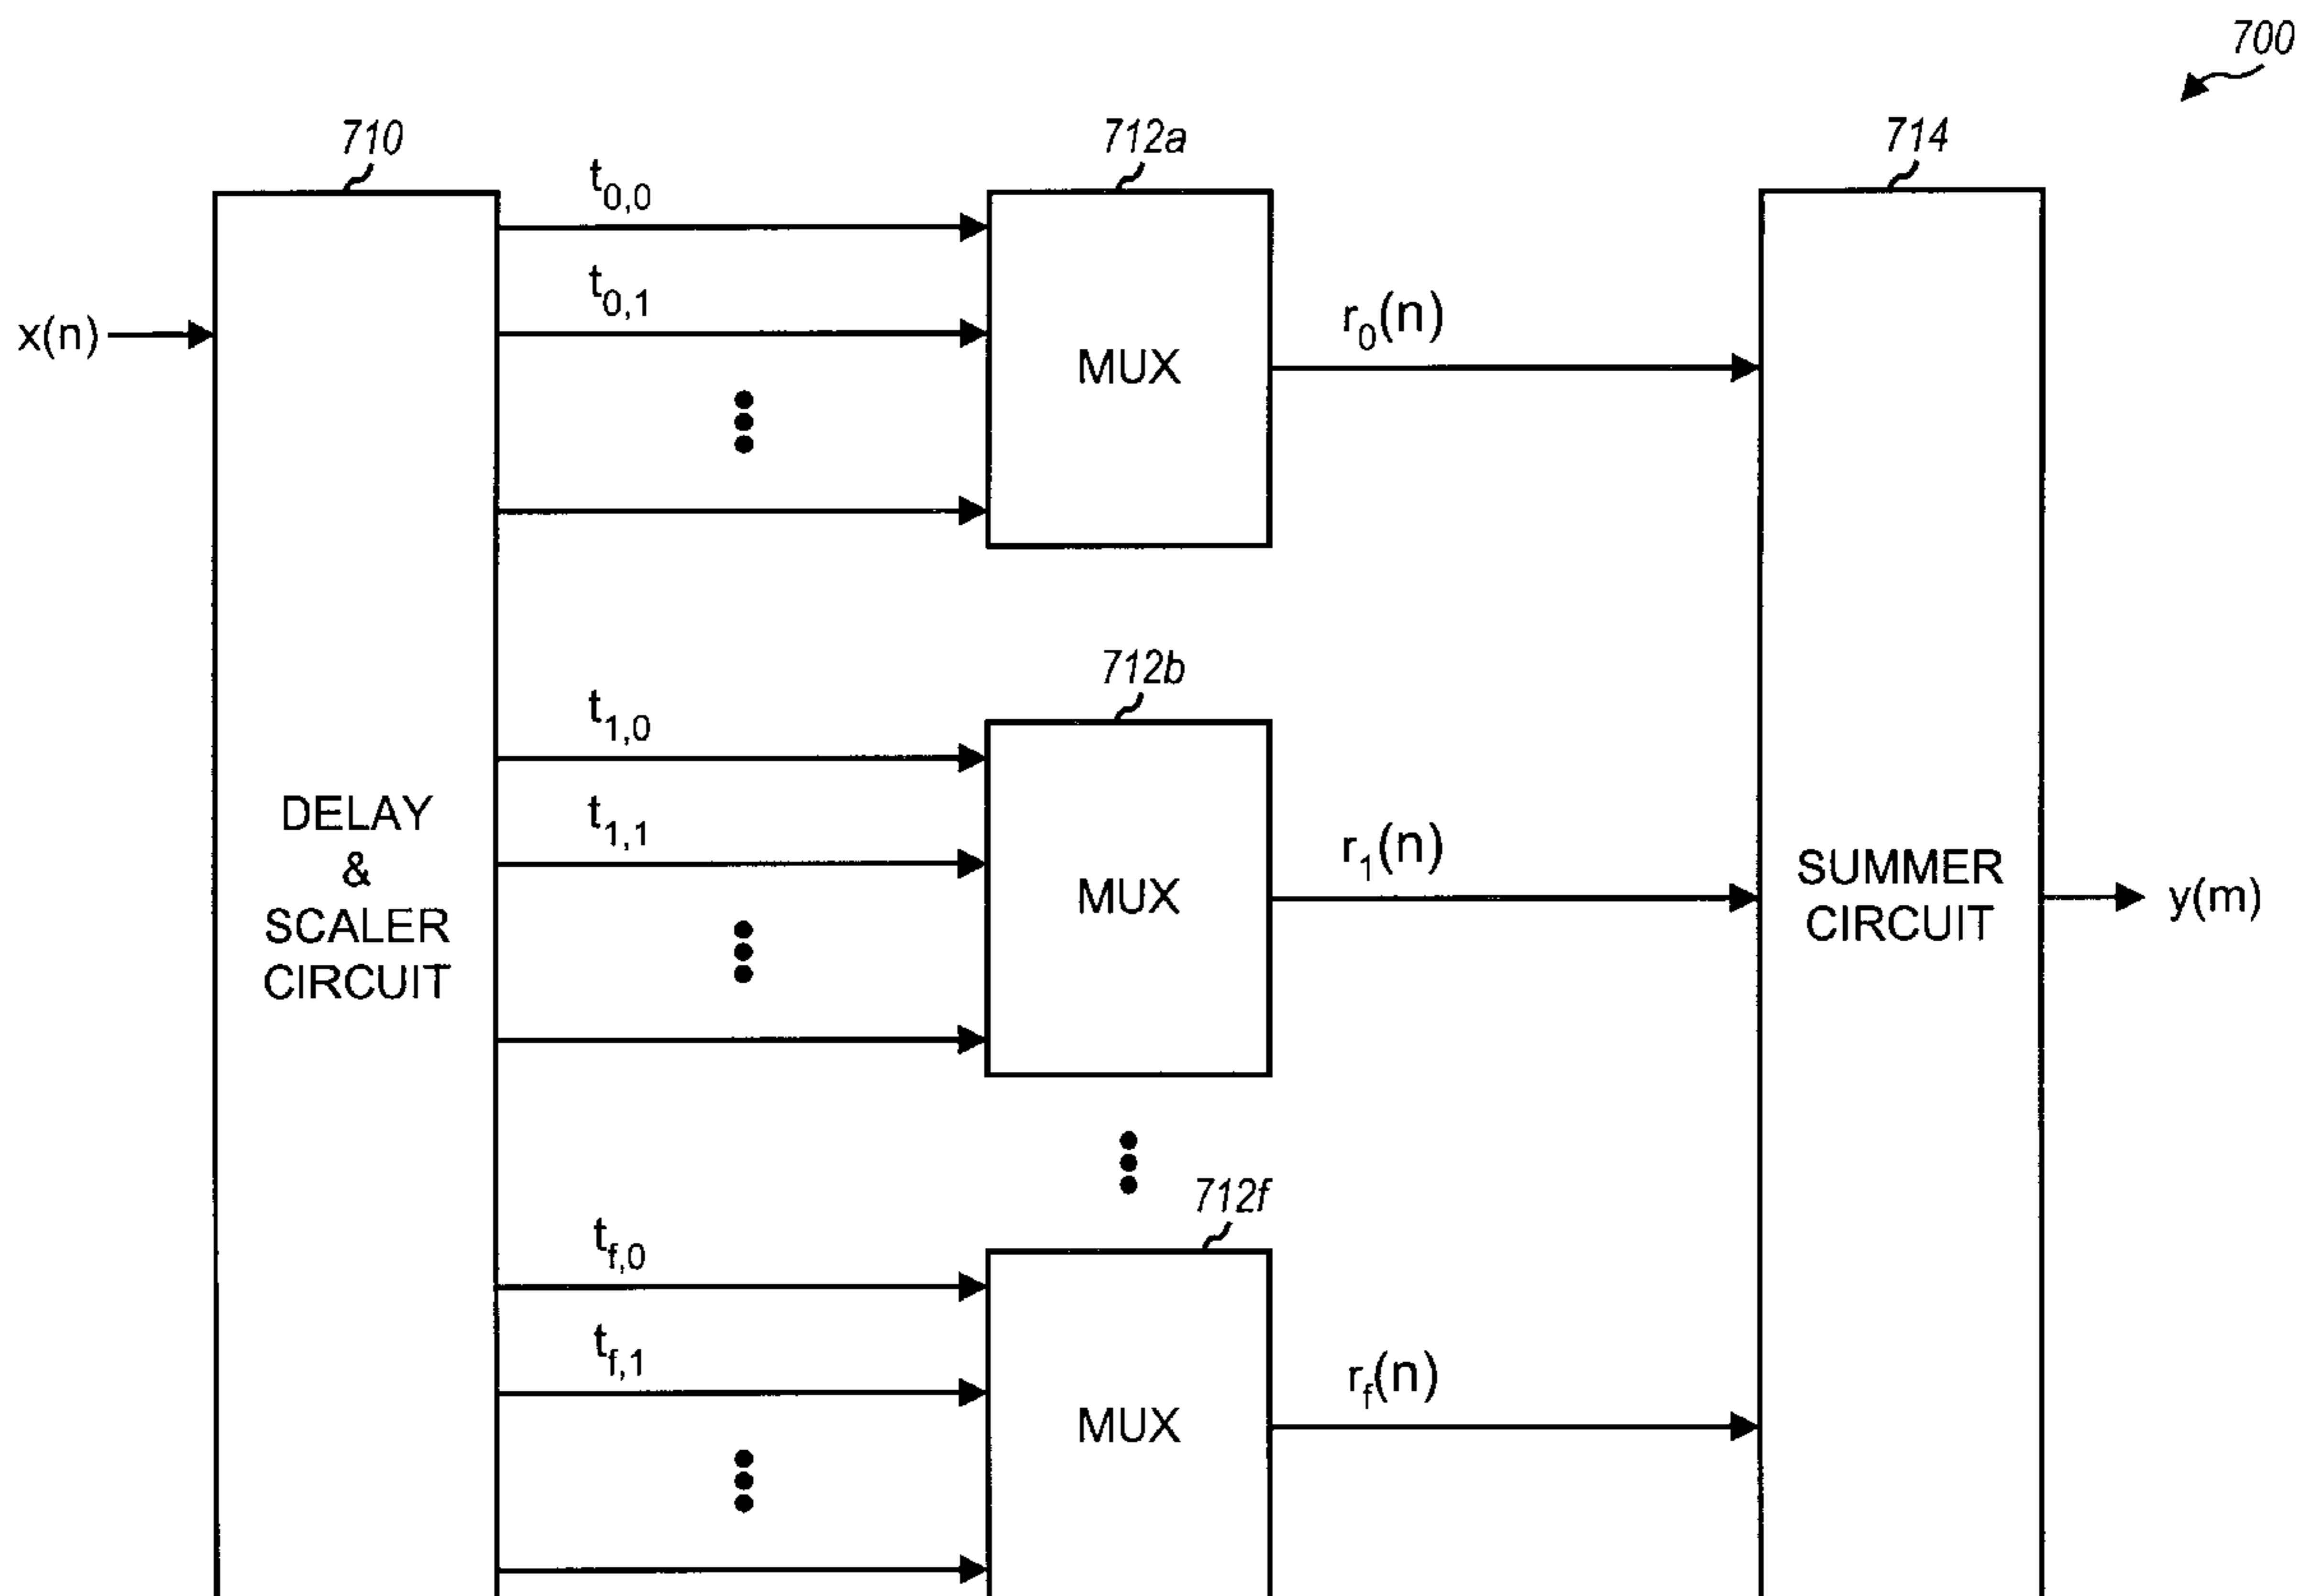 700
710
712a
714
t0,0
t0,1
x(n)
MUX
r0(n)
712b
t1,0
t1,1
DELAY
&
SCALER
CIRCUIT
MUX
r1(n)
SUMMER
CIRCUIT
y(m)
712f
tf,0
tf,1
MUX
rf(n)